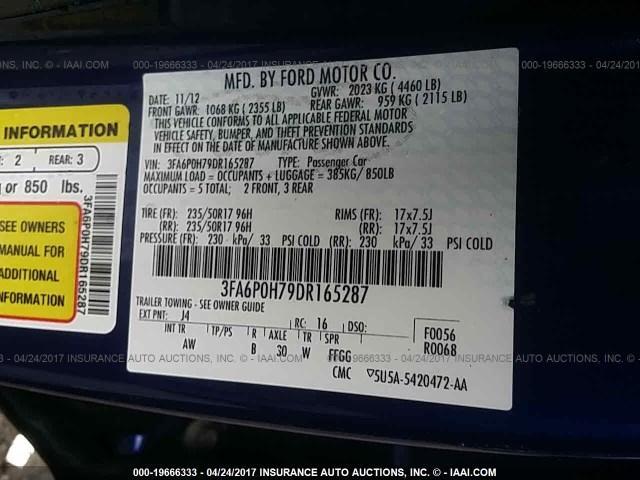 000-19666333 - 04/24/2017 INSURANCE AUTO AUCTIONS, INC. - © IAAI.COM
MFD. BY FORD MOTOR CO.
DATE: 11/12 GVWR: 2023 KG ( 4460 LB)
FRONT GAWR: 1068 KG ( 2355 LB) REAR GAWR: 959 KG ( 2115 LB)
THIS VEHICLE CONFORMS TO ALL APPLICABLE FEDERAL MOTOR
VEHICLE SAFETY, BUMPER, AND THEFT PREVENTION STANDARDS
IN EFFECT ON THE DATE OF MANUFACTURE SHOWN ABOVE.
VIN: 3FA6P0H79DR165287 TYPE: Passenger Car
MAXIMUM LOAD = OCCUPANTS + LUGGAGE = 385KG/ 850LB
OCCUPANTS = 5 TOTAL; 2 FRONT, 3 REAR
TIRE (FR): 235/50R17 96H RIMS (FR): 17x7.5J
(RR): 235/50R17 96H (RR): 17x7.5J
PRESSURE (FR): 230 kPa/ 33 PSI COLD (RR) 230 kPa/ 33 PSI COLD
3FA6P0H79DR165287
TRAILER TOWING - SEE OWNER GUIDE
EXT PNT: J4 RC: 16 DSO:
INT TR TP/PS R AXLE TR SPR
AW B 30 W FFGG
CMC
F0056
R0068
▽5U5A-5420472-AA
INFORMATION
: 2 REAR: 3
or 850 lbs.
SEE OWNERS
MANUAL FOR
ADDITIONAL
INFORMATION
3FA6P0H79DR165287
000-19666333 - 04/24/2017 INSURANCE AUTO AUCTIONS, INC. - © IAAI.COM
000-19666333 - 04/24/2017 INSURANCE AUTO AUCTIONS, INC. - © IAAI.COM